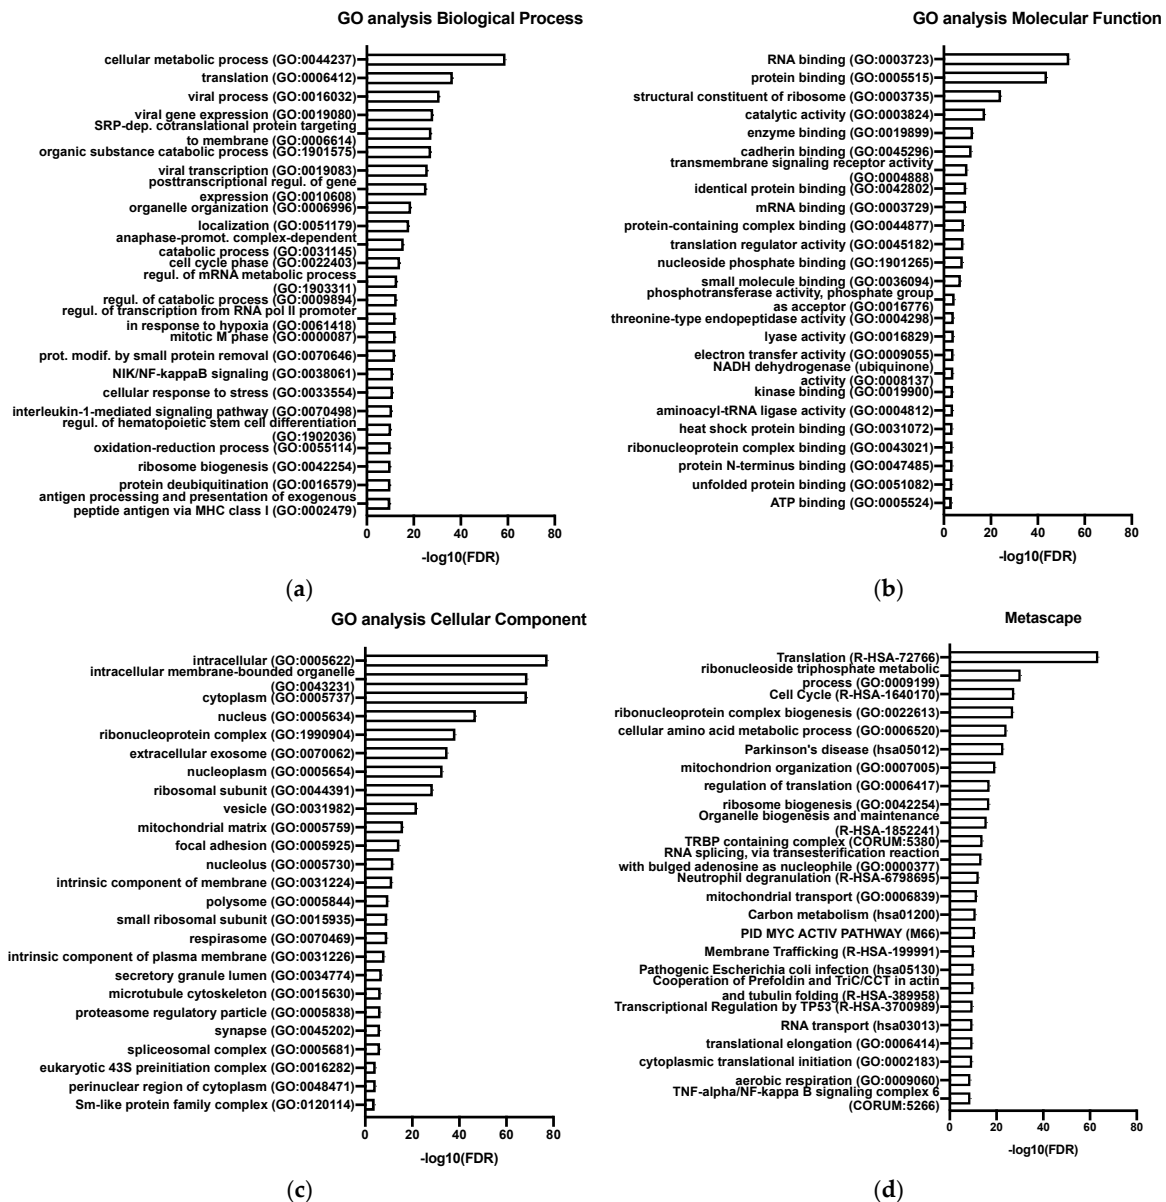 GO analysis Biological Process
cellular metabolic process (GO:0044237)
translation (GO:0006412)
viral process (GO:0016032)
viral gene expression (GO:0019080)
SRP-dep. cotranslational protein targeting
to membrane (GO:0006614)
organic substance catabolic process (GO:1901575)
viral transcription (GO:0019083)
posttranscriptional regul. of gene
expression (GO:0010608)
organelle organization (GO:0006996)
localization (GO:0051179)
anaphase-promot. complex-dependent
catabolic process (GO:0031145)
cell cycle phase (GO:0022403)
regul. of mRNA metabolic process
(GO:1903311)
regul. of catabolic process (GO:0009894)
regul. of transcription from RNA pol II promoter
in response to hypoxia (GO:0061418)
mitotic M phase (GO:0000087)
prot. modif. by small protein removal (GO:0070646)
NIK/NF-kappaB signaling (GO:0038061)
cellular response to stress (GO:0033554)
interleukin-1-mediated signaling pathway (GO:0070498)
regul. of hematopoietic stem cell differentiation
(GO:1902036)
oxidation-reduction process (GO:0055114)
ribosome biogenesis (GO:0042254)
protein deubiquitination (GO:0016579)
antigen processing and presentation of exogenous
peptide antigen via MHC class I (GO:0002479)
0 20 40 60 80
-log10(FDR)
(a)
GO analysis Molecular Function
RNA binding (GO:0003723)
protein binding (GO:0005515)
structural constituent of ribosome (GO:0003735)
catalytic activity (GO:0003824)
enzyme binding (GO:0019899)
cadherin binding (GO:0045296)
transmembrane signaling receptor activity
(GO:0004888)
identical protein binding (GO:0042802)
mRNA binding (GO:0003729)
protein-containing complex binding (GO:0044877)
translation regulator activity (GO:0045182)
nucleoside phosphate binding (GO:1901265)
small molecule binding (GO:0036094)
phosphotransferase activity, phosphate group
as acceptor (GO:0016776)
threonine-type endopeptidase activity (GO:0004298)
lyase activity (GO:0016829)
electron transfer activity (GO:0009055)
NADH dehydrogenase (ubiquinone)
activity (GO:0008137)
kinase binding (GO:0019900)
aminoacyl-tRNA ligase activity (GO:0004812)
heat shock protein binding (GO:0031072)
ribonucleoprotein complex binding (GO:0043021)
protein N-terminus binding (GO:0047485)
unfolded protein binding (GO:0051082)
ATP binding (GO:0005524)
0 20 40 60 80
-log10(FDR)
(b)
GO analysis Cellular Component
intracellular (GO:0005622)
intracellular membrane-bounded organelle
(GO:0043231)
cytoplasm (GO:0005737)
nucleus (GO:0005634)
ribonucleoprotein complex (GO:1990904)
extracellular exosome (GO:0070062)
nucleoplasm (GO:0005654)
ribosomal subunit (GO:0044391)
vesicle (GO:0031982)
mitochondrial matrix (GO:0005759)
focal adhesion (GO:0005925)
nucleolus (GO:0005730)
intrinsic component of membrane (GO:0031224)
polysome (GO:0005844)
small ribosomal subunit (GO:0015935)
respirasome (GO:0070469)
intrinsic component of plasma membrane (GO:0031226)
secretory granule lumen (GO:0034774)
microtubule cytoskeleton (GO:0015630)
proteasome regulatory particle (GO:0005838)
synapse (GO:0045202)
spliceosomal complex (GO:0005681)
eukaryotic 43S preinitiation complex (GO:0016282)
perinuclear region of cytoplasm (GO:0048471)
Sm-like protein family complex (GO:0120114)
0 20 40 60 80
-log10(FDR)
(c)
Metascape
Translation (R-HSA-72766)
ribonucleoside triphosphate metabolic
process (GO:0009199)
Cell Cycle (R-HSA-1640170)
ribonucleoprotein complex biogenesis (GO:0022613)
cellular amino acid metabolic process (GO:0006520)
Parkinson's disease (hsa05012)
mitochondrion organization (GO:0007005)
regulation of translation (GO:0006417)
ribosome biogenesis (GO:0042254)
Organelle biogenesis and maintenance
(R-HSA-1852241)
TRBP containing complex (CORUM:5380)
RNA splicing, via transesterification reaction
with bulged adenosine as nucleophile (GO:0000377)
Neutrophil degranulation (R-HSA-6798695)
mitochondrial transport (GO:0006839)
Carbon metabolism (hsa01200)
PID MYC ACTIV PATHWAY (M66)
Membrane Trafficking (R-HSA-199991)
Pathogenic Escherichia coli infection (hsa05130)
Cooperation of Prefoldin and TriC/CCT in actin
and tubulin folding (R-HSA-389958)
Transcriptional Regulation by TP53 (R-HSA-3700989)
RNA transport (hsa03013)
translational elongation (GO:0006414)
cytoplasmic translational initiation (GO:0002183)
aerobic respiration (GO:0009060)
TNF-alpha/NF-kappa B signaling complex 6
(CORUM:5266)
0 20 40 60 80
-log10(FDR)
(d)